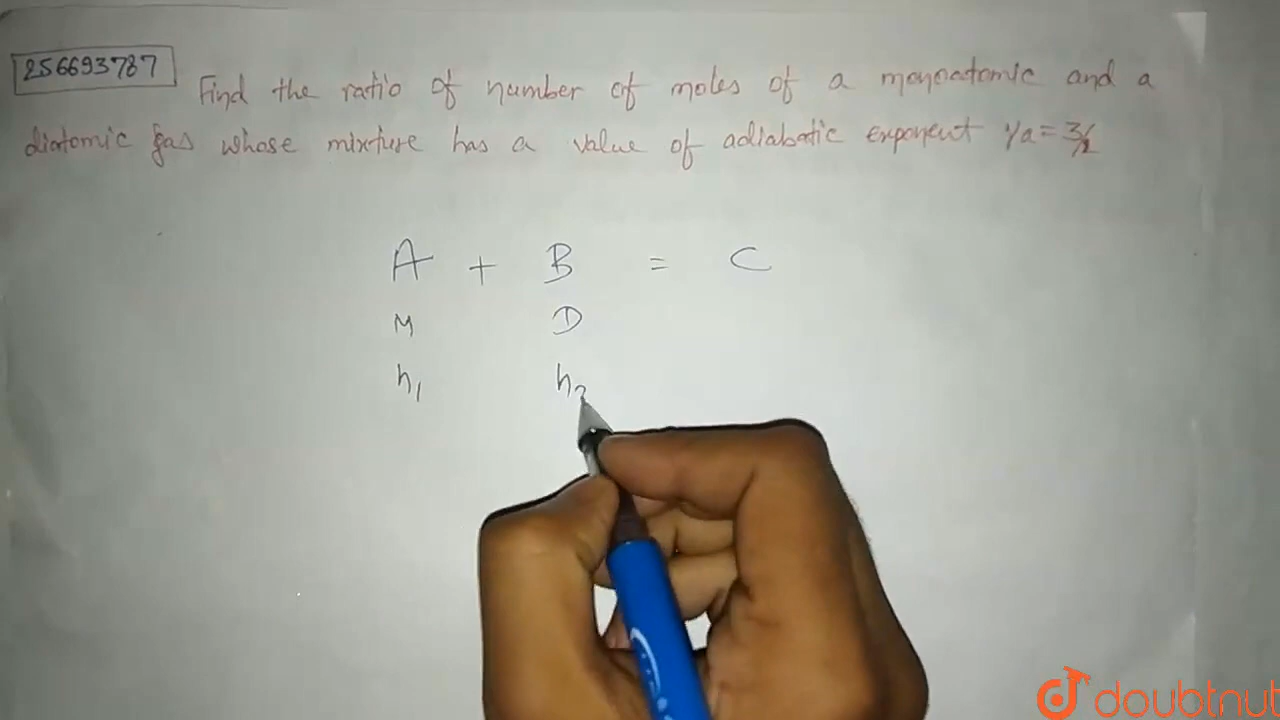 256693787
Find the ratio of number of moles of a monoatomic and a
diatomic gas whose mixture has a value of adiabatic exponent γa = 3/2
A + B = C
M D
n1 n2
doubtnut